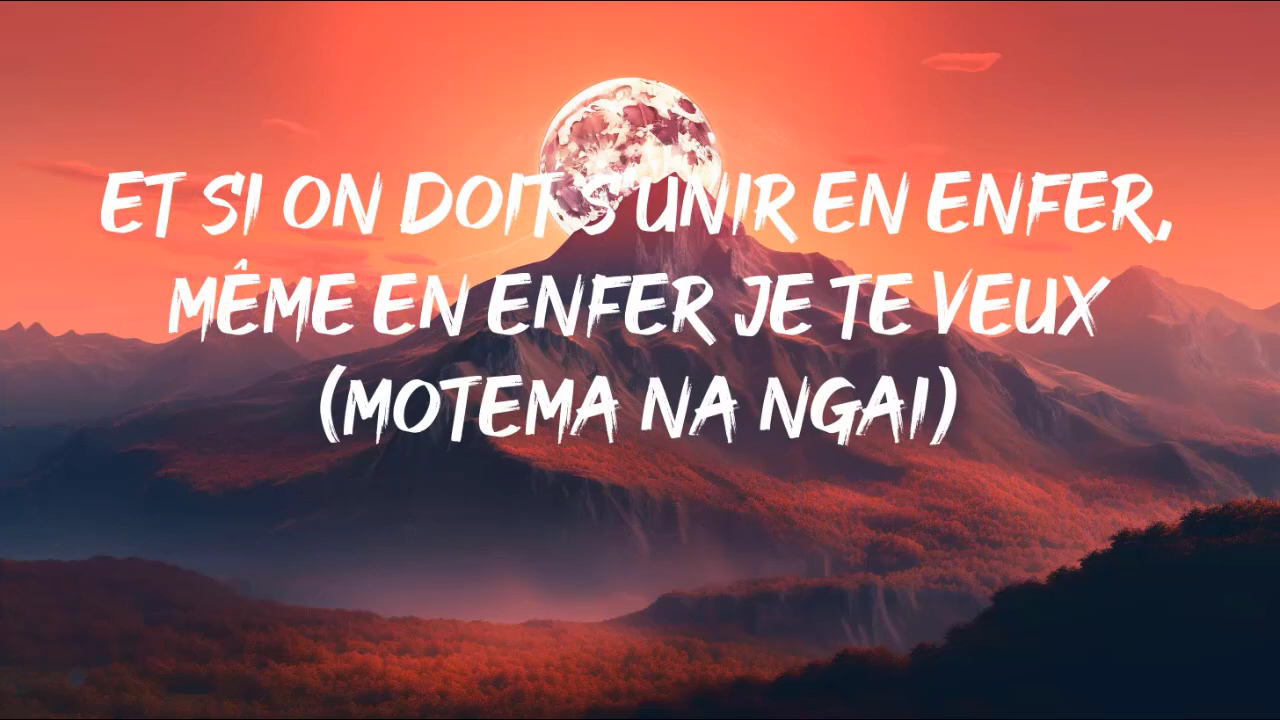 ET SI ON DOIT S'UNIR EN ENFER,
MÊME EN ENFER JE TE VEUX
(MOTEMA NA NGAI)